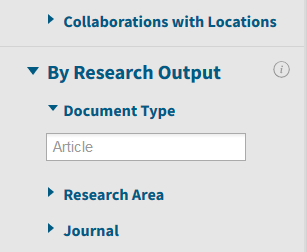 Collaborations with Locations
By Research Output
i
Document Type
Article
Research Area
Journal